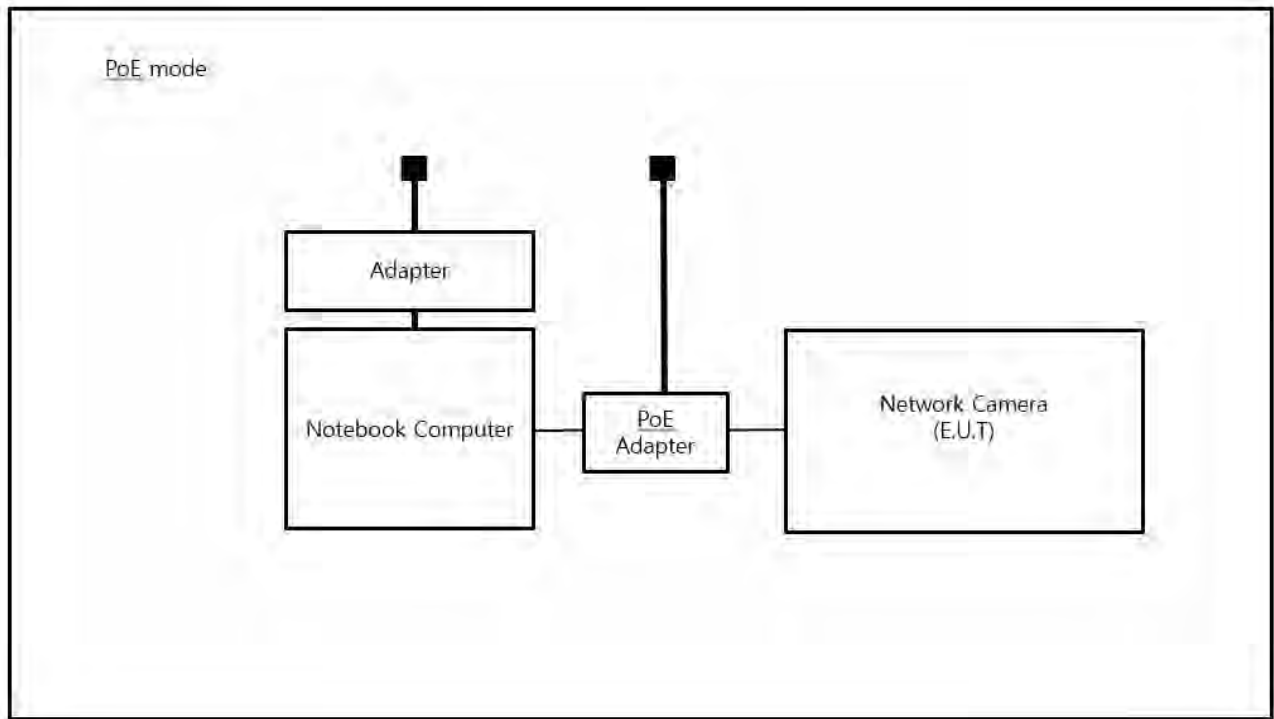 PoE mode
Adapter
Notebook Computer
PoE
Adapter
Network Camera
(E.U.T)